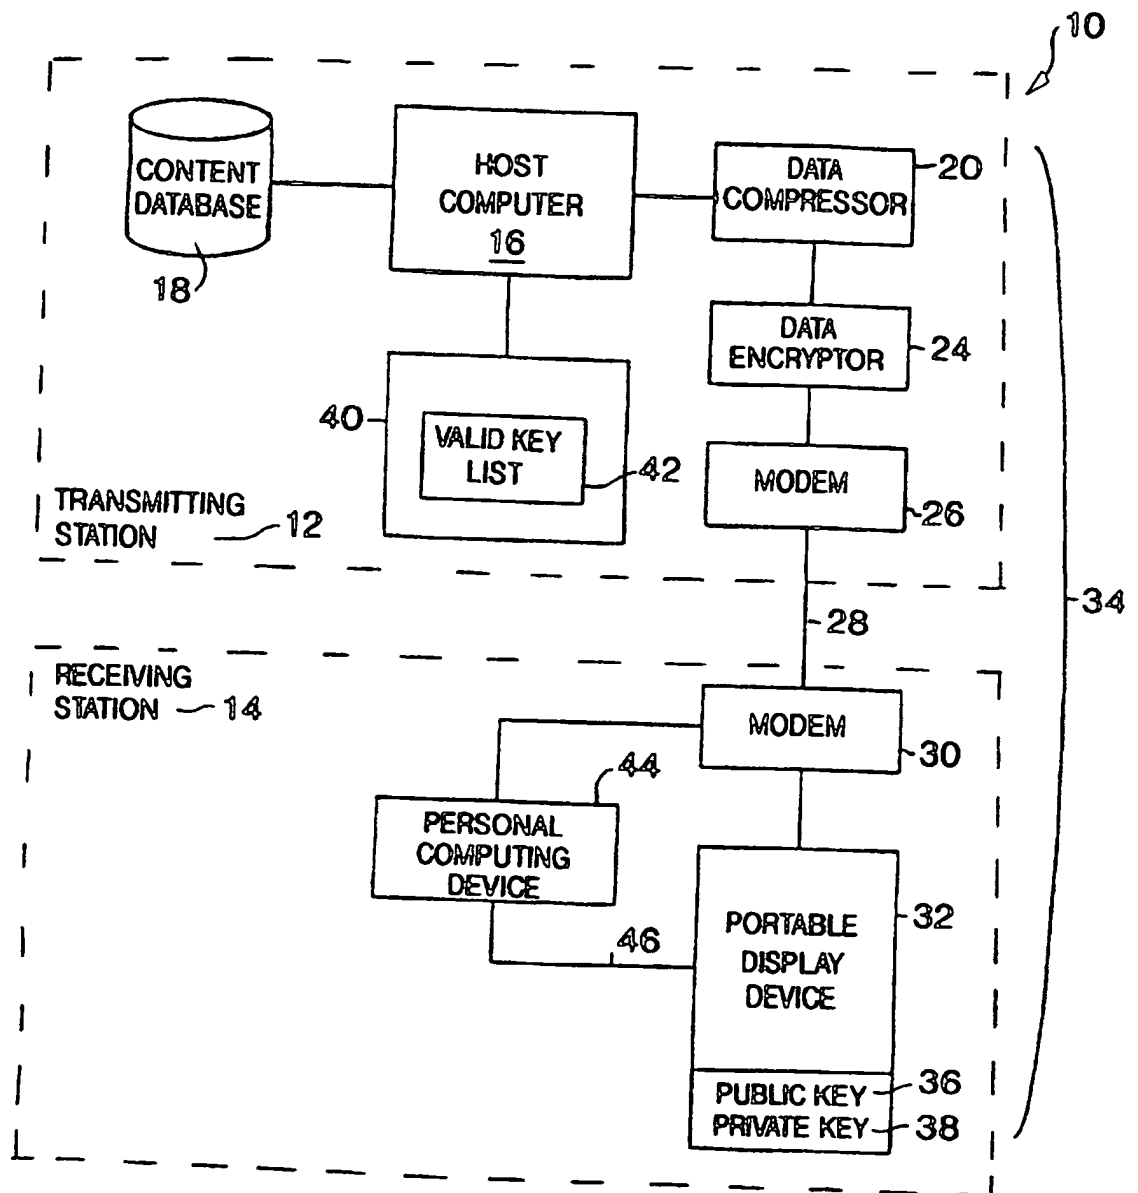 10
CONTENT
DATABASE
18
HOST
COMPUTER
16
DATA
COMPRESSOR
20
DATA
ENCRYPTOR
24
40
VALID KEY
LIST
42
MODEM
26
TRANSMITTING
STATION
12
28
34
RECEIVING
STATION
14
MODEM
30
44
PERSONAL
COMPUTING
DEVICE
46
PORTABLE
DISPLAY
DEVICE
32
PUBLIC KEY
36
PRIVATE KEY
38